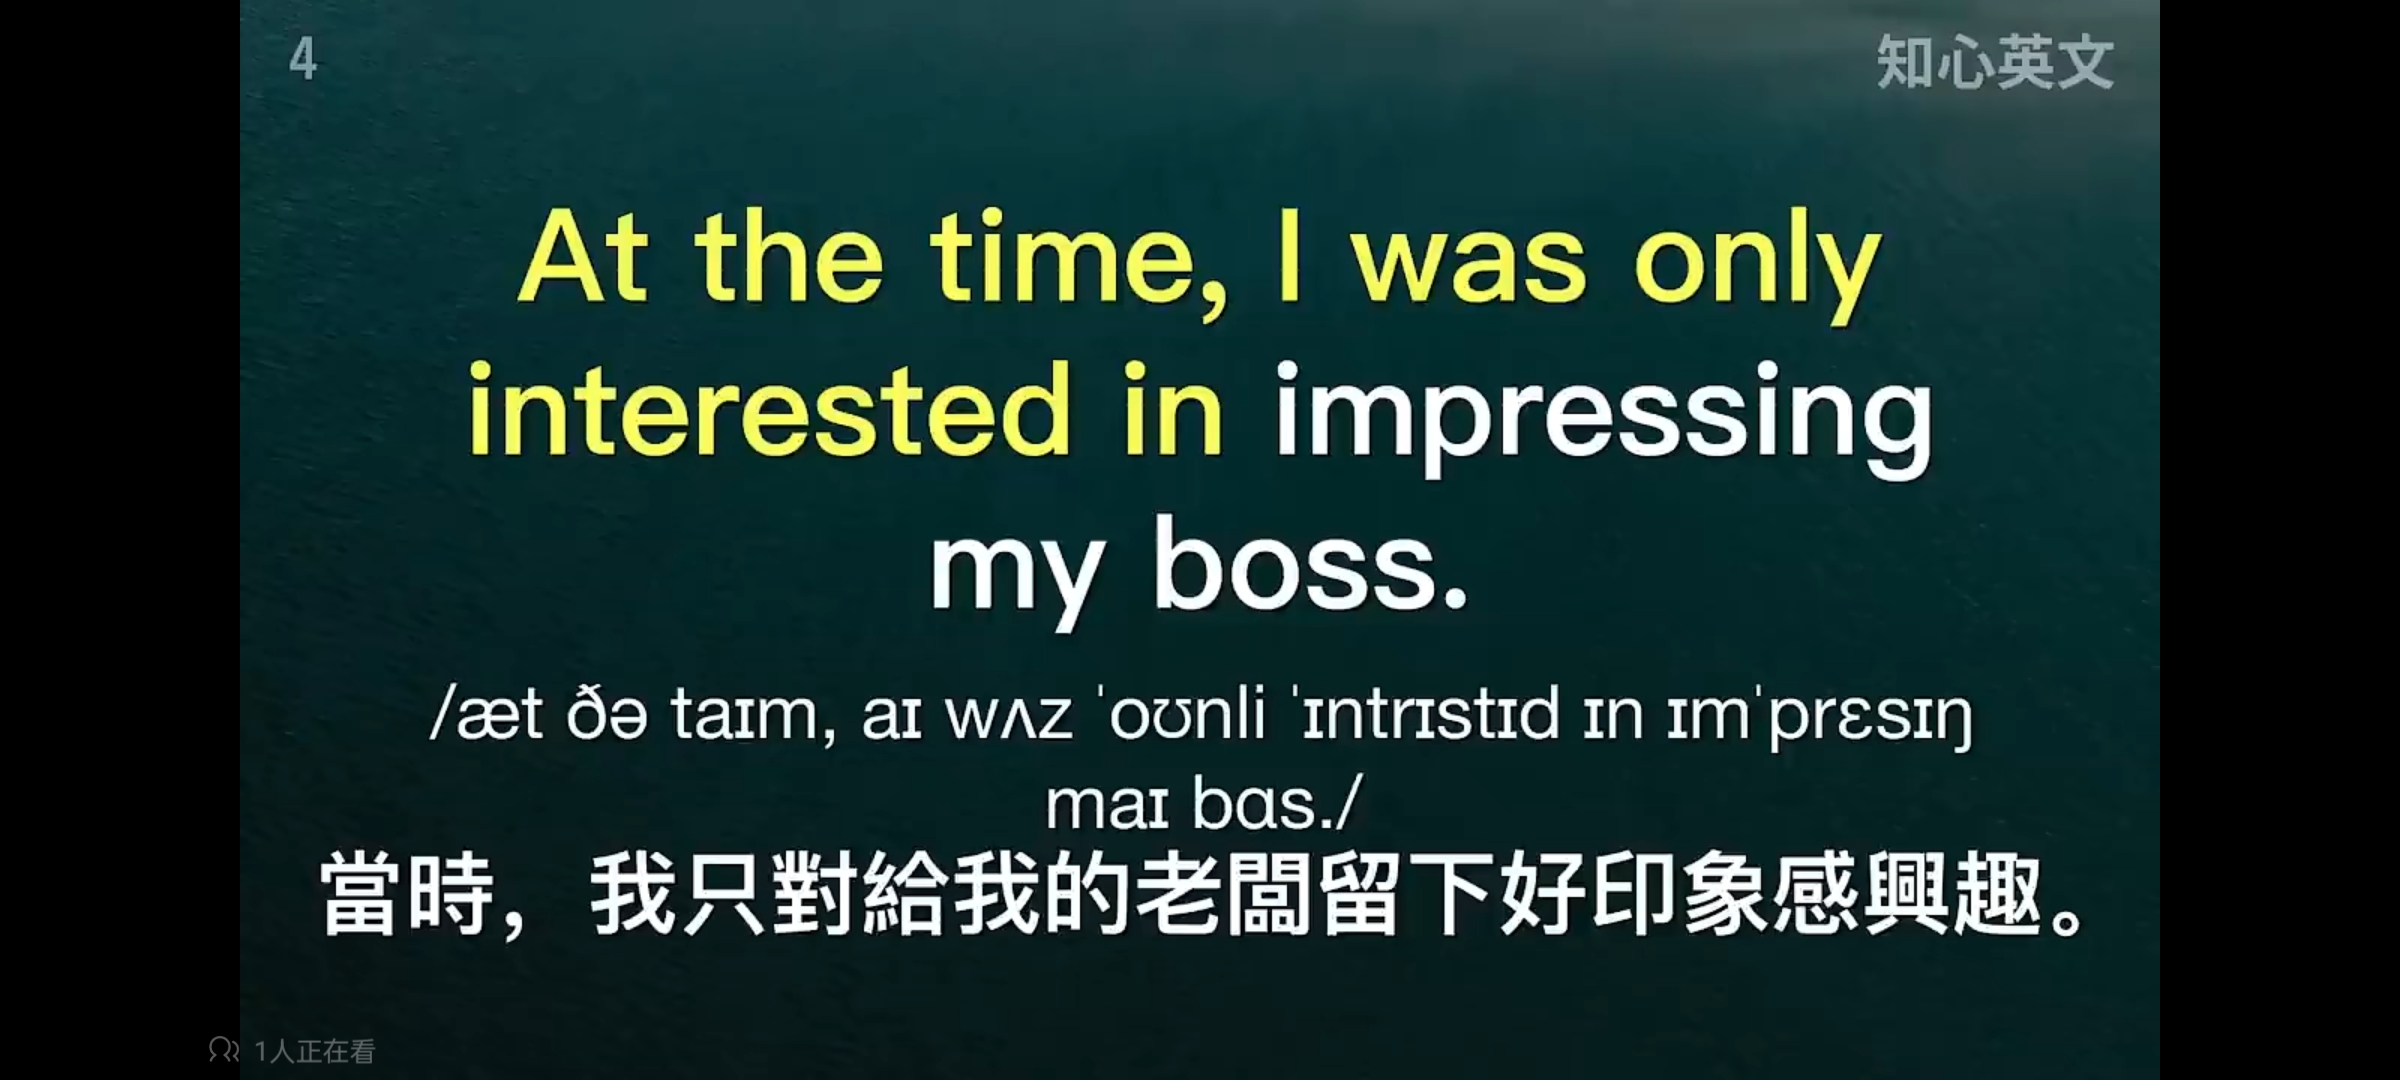 4
知心英文
At the time, I was only
interested in impressing
my boss.
/æt ðə taɪm, aɪ wʌz ˈoʊnli ˈɪntrɪstɪd ɪn ɪmˈprɛsɪŋ
maɪ bɑs./
當時，我只對給我的老闆留下好印象感興趣。
1人正在看